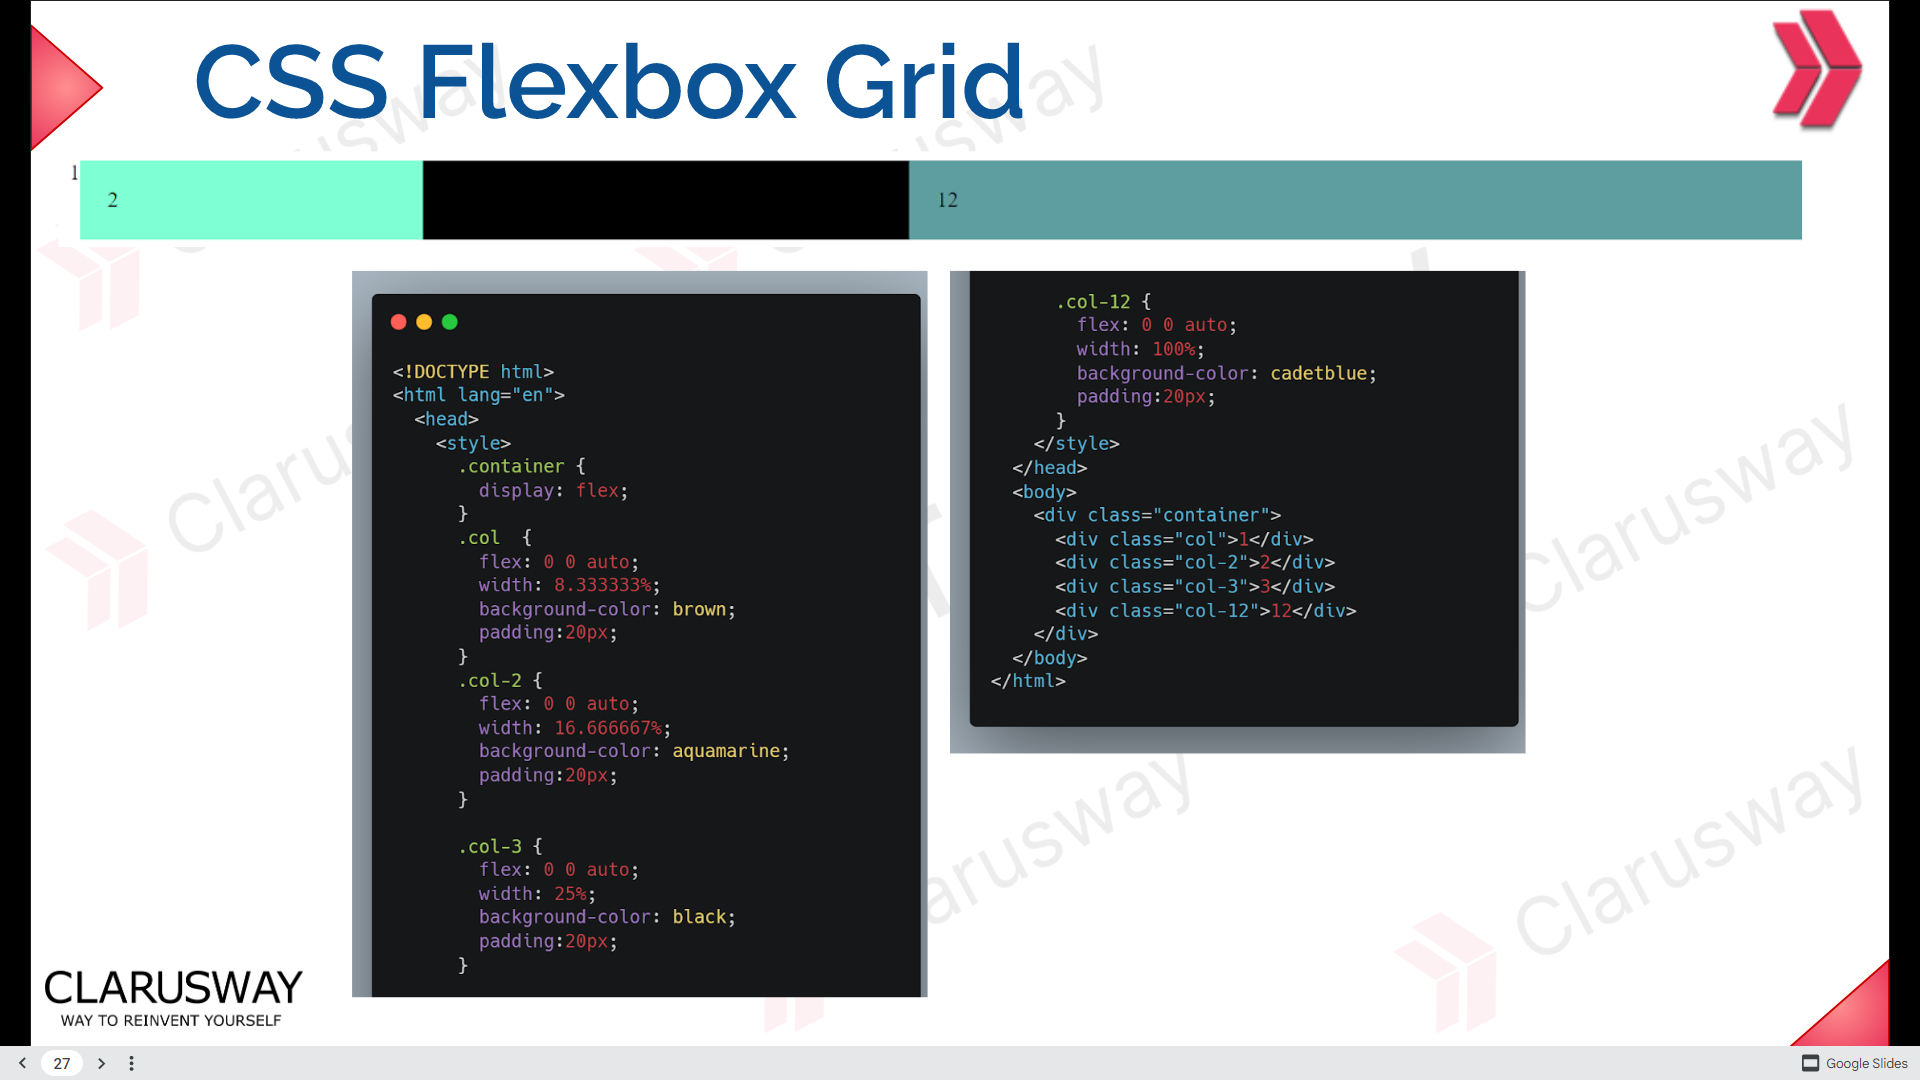 CSS Flexbox Grid
1
2
12
<!DOCTYPE html>
<html lang="en">
<head>
<style>
.container {
display: flex;
}
.col  {
flex: 0 0 auto;
width: 8.333333%;
background-color: brown;
padding:20px;
}
.col-2 {
flex: 0 0 auto;
width: 16.666667%;
background-color: aquamarine;
padding:20px;
}
.col-3 {
flex: 0 0 auto;
width: 25%;
background-color: black;
padding:20px;
}
.col-12 {
flex: 0 0 auto;
width: 100%;
background-color: cadetblue;
padding:20px;
}
</style>
</head>
<body>
<div class="container">
<div class="col">1</div>
<div class="col-2">2</div>
<div class="col-3">3</div>
<div class="col-12">12</div>
</div>
</body>
</html>
Clarusway
Clarusway
CLARUSWAY
WAY TO REINVENT YOURSELF
27
Google Slides